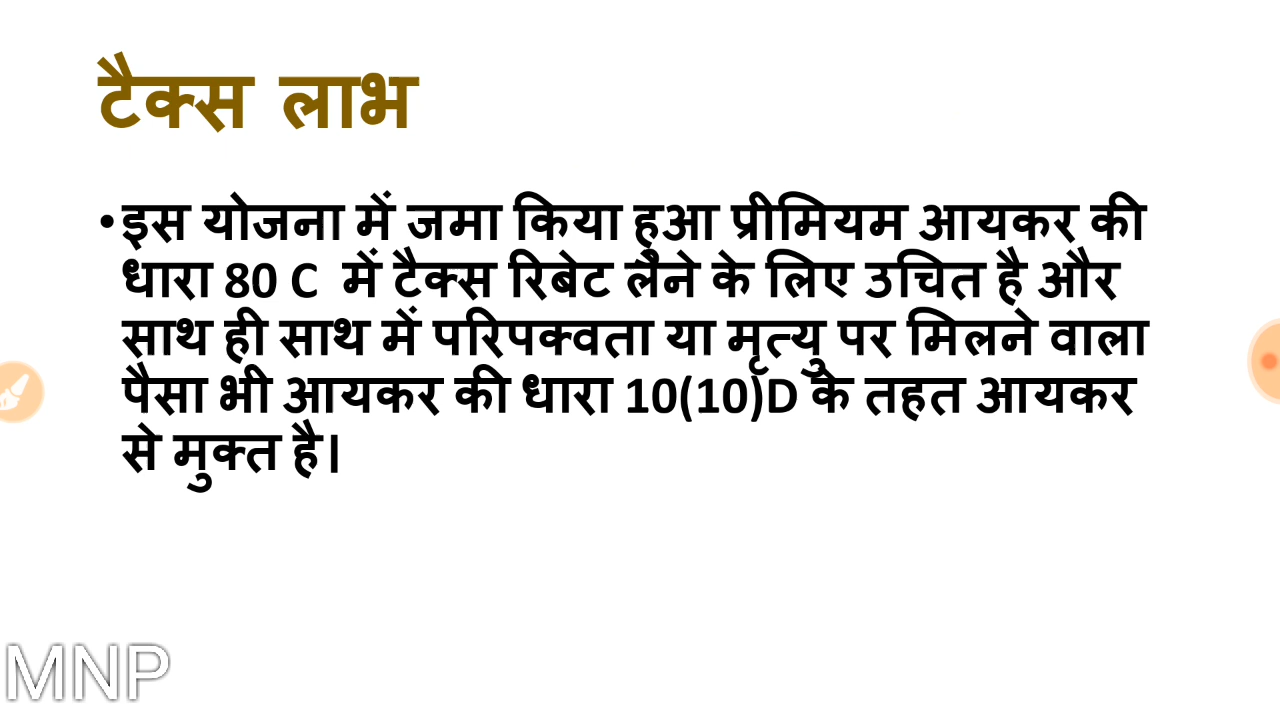 टैक्स लाभ
•इस योजना में जमा किया हुआ प्रीमियम आयकर की
धारा 80 C में टैक्स रिबेट लेने के लिए उचित है और
साथ ही साथ में परिपक्वता या मृत्यु पर मिलने वाला
पैसा भी आयकर की धारा 10(10)D के तहत आयकर
से मुक्त है।
MNP